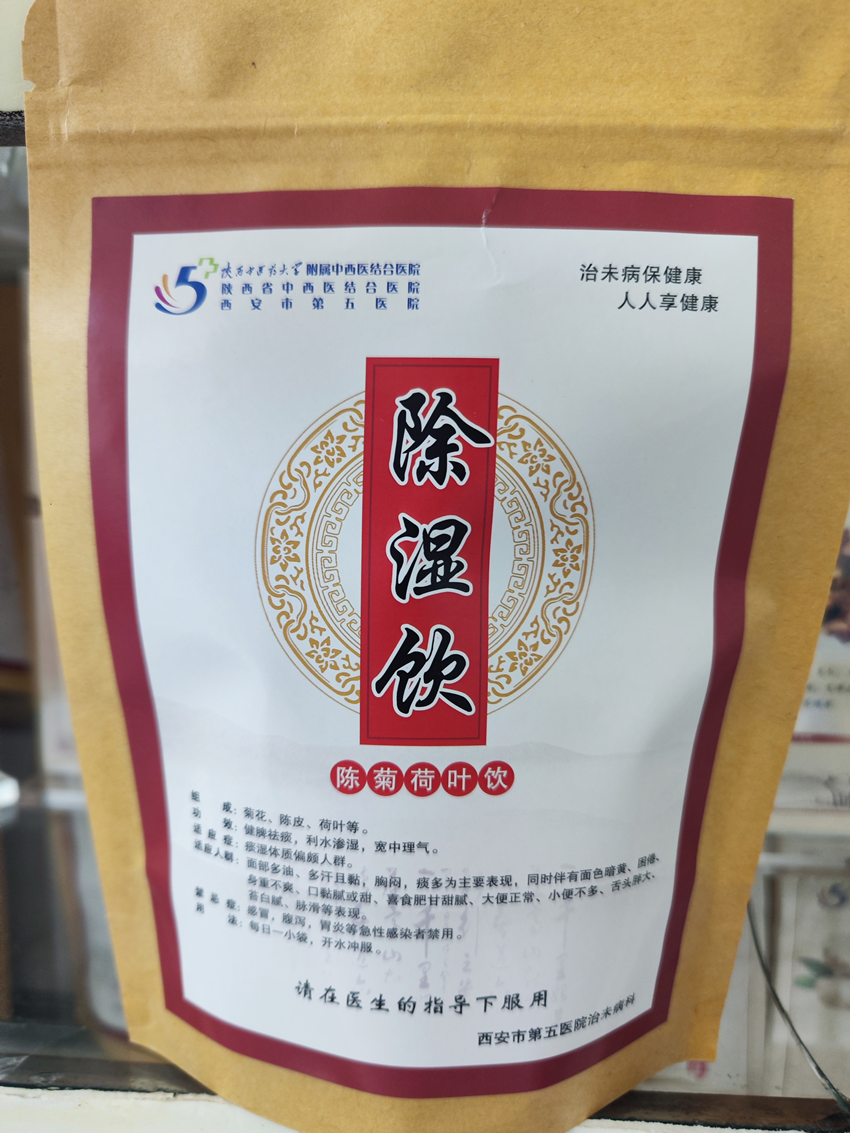 5
陕西中医药大学附属中西医结合医院
陕西省中西医结合医院
西安市第五医院
治未病保健康
人人享健康
除湿饮
陈菊荷叶饮
组成：菊花、陈皮、荷叶等。
功效：健脾祛痰，利水渗湿，宽中理气。
适应症：痰湿体质偏颇人群。
适应人群：面部多油、多汗且黏，胸闷，痰多为主要表现，同时伴有面色暗黄、困倦、
身重不爽、口黏腻或甜、喜食肥甘甜腻、大便正常、小便不多、舌头胖大、
苔白腻、脉滑等表现。
禁忌症：感冒，腹泻，胃炎等急性感染者禁用。
用法：每日一小袋，开水冲服。
请在医生的指导下服用
西安市第五医院治未病科